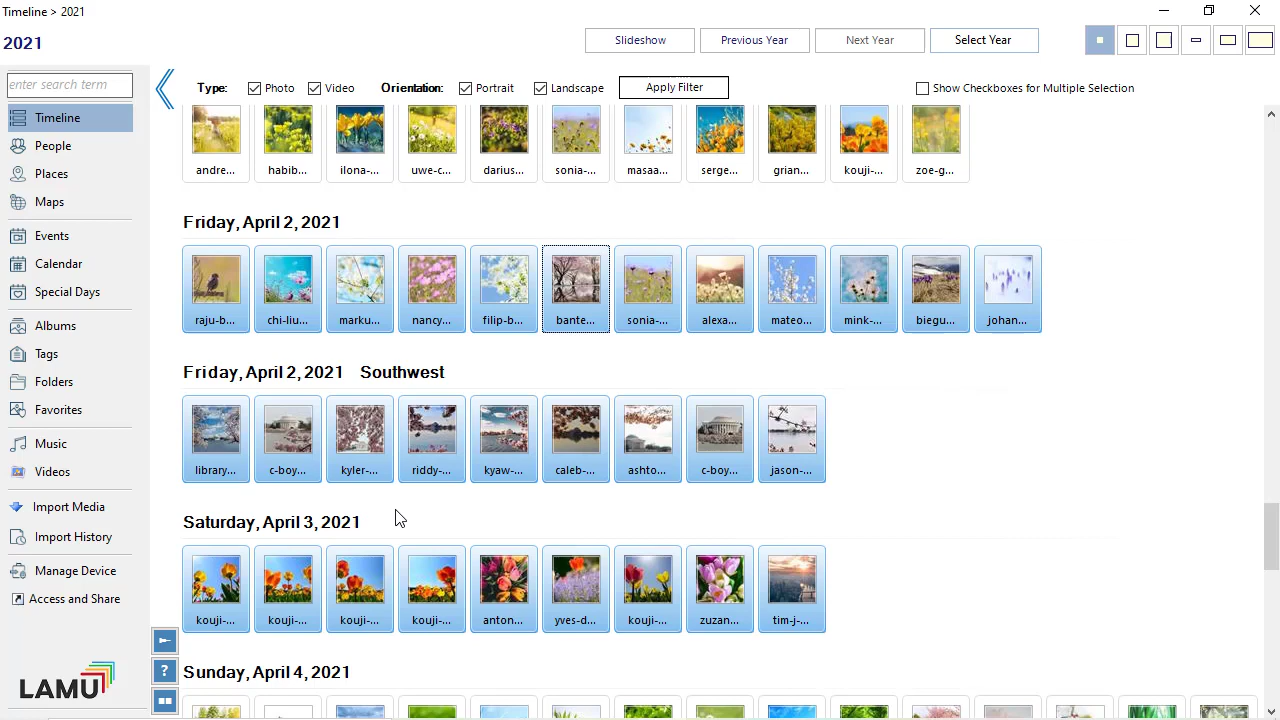 Timeline > 2021
2021
Slideshow
Previous Year
Next Year
Select Year
enter search term
Type:
Photo
Video
Orientation:
Portrait
Landscape
Apply Filter
Show Checkboxes for Multiple Selection
Timeline
People
Places
Maps
Events
Calendar
Special Days
Albums
Tags
Folders
Favorites
Music
Videos
Import Media
Import History
Manage Device
Access and Share
LAMU
?
andre... habib... ilona-... uwe-c... darius... sonia-... masaa... serge... grian... kouji-... zoe-g...
Friday, April 2, 2021
raju-b... chi-liu... marku... nancy... filip-b... bante... sonia-... alexa... mateo... mink-... biegu... johan...
Friday, April 2, 2021 Southwest
library... c-boy... kyler-... riddy-... kyaw-... caleb-... ashto... c-boy... jason-...
Saturday, April 3, 2021
kouji-... kouji-... kouji-... kouji-... anton... yves-d... kouji-... zuzan... tim-j-...
Sunday, April 4, 2021